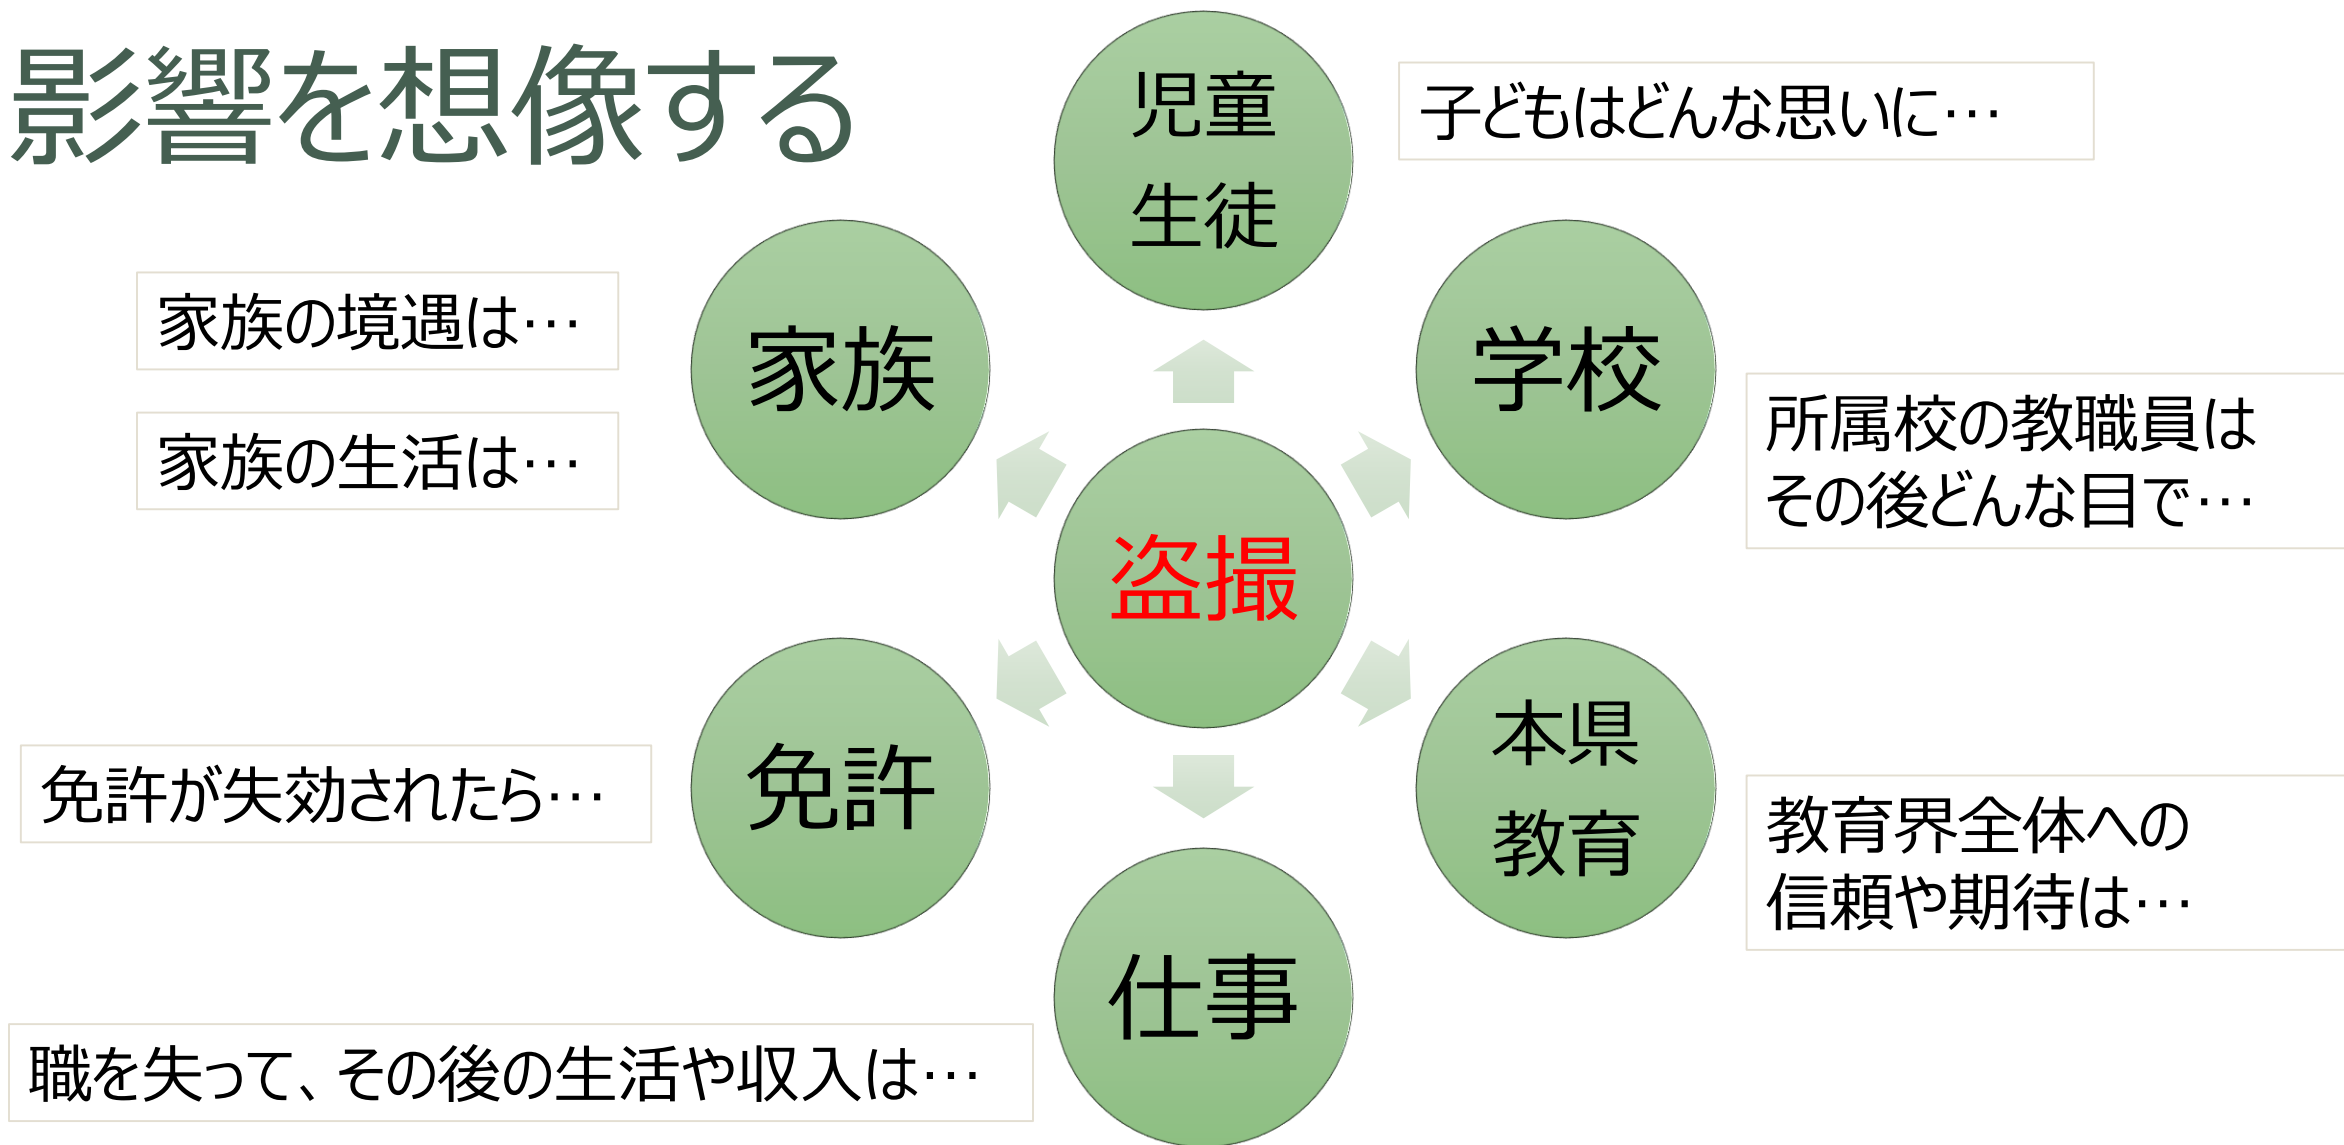 影響を想像する
児童
生徒
子どもはどんな思いに…
家族の境遇は…
家族の生活は…
家族
学校
所属校の教職員は
その後どんな目で…
盗撮
免許が失効されたら…
免許
本県
教育
教育界全体への
信頼や期待は…
仕事
職を失って、その後の生活や収入は…